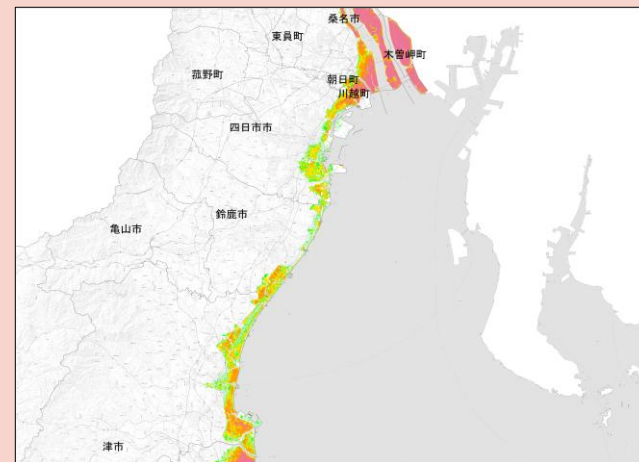 桑名市
東員町
木曽岬町
菰野町
朝日町
川越町
四日市市
鈴鹿市
亀山市
津市